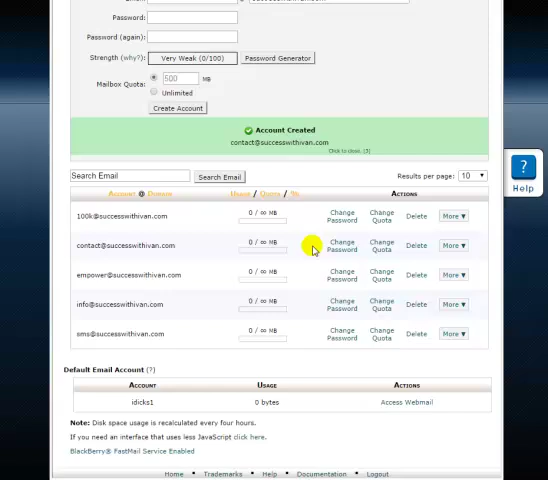 Password:
Password (again):
Strength (why?): Very Weak (0/100) Password Generator
Mailbox Quota: 500 MB
Unlimited
Create Account
Account Created
contact@successwithivan.com
Click to close. [3]
Search Email Search Email Results per page: 10
Account @ Domain Usage / Quota / % Actions
100k@successwithivan.com 0 / ∞ MB Change Password Change Quota Delete More ▼
contact@successwithivan.com 0 / ∞ MB Change Password Change Quota Delete More ▼
empower@successwithivan.com 0 / ∞ MB Change Password Change Quota Delete More ▼
info@successwithivan.com 0 / ∞ MB Change Password Change Quota Delete More ▼
sms@successwithivan.com 0 / ∞ MB Change Password Change Quota Delete More ▼
? Help
Default Email Account (?)
Account Usage Actions
idicks1 0 bytes Access Webmail
Note: Disk space usage is recalculated every four hours.
If you need an interface that uses less JavaScript click here.
BlackBerry® FastMail Service Enabled
Home • Trademarks • Help • Documentation • Logout